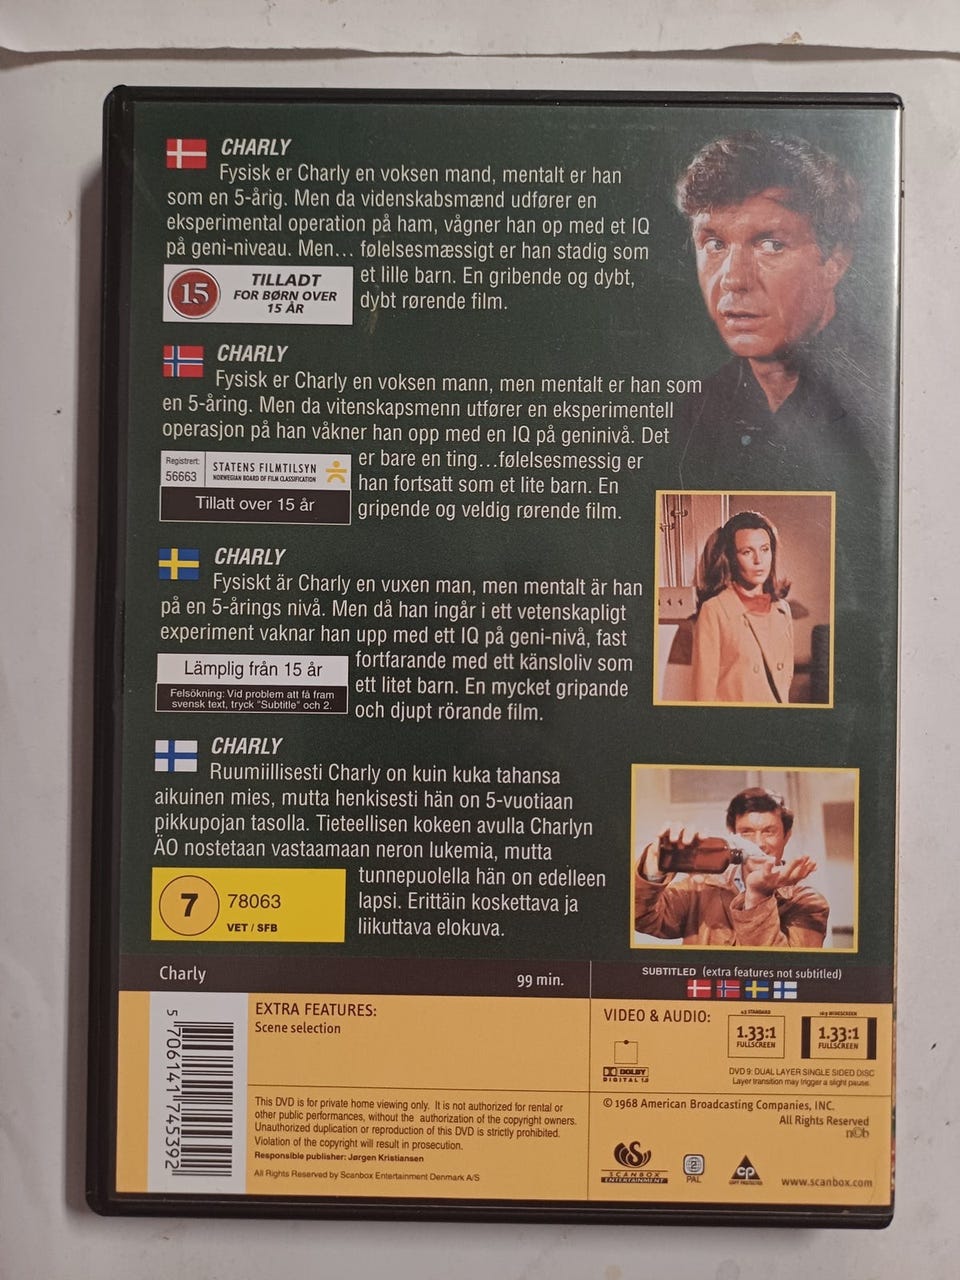 CHARLY
Fysisk er Charly en voksen mand, mentalt er han
som en 5-årig. Men da videnskabsmænd udfører en
eksperimental operation på ham, vågner han op med et IQ
på geni-niveau. Men... følelsesmæssigt er han stadig som
et lille barn. En gribende og dybt,
dybt rørende film.
15
TILLADT
FOR BØRN OVER
15 ÅR
CHARLY
Fysisk er Charly en voksen mann, men mentalt er han som
en 5-åring. Men da vitenskapsmenn utfører en eksperimentell
operasjon på han våkner han opp med en IQ på geninivå. Det
er bare en ting...følelsesmessig er
han fortsatt som et lite barn. En
gripende og veldig rørende film.
Registrert:
56663
STATENS FILMTILSYN
NORWEGIAN BOARD OF FILM CLASSIFICATION
Tillatt over 15 år
CHARLY
Fysiskt är Charly en vuxen man, men mentalt är han
på en 5-årings nivå. Men då han ingår i ett vetenskapligt
experiment vaknar han upp med ett IQ på geni-nivå, fast
fortfarande med ett känsloliv som
ett litet barn. En mycket gripande
och djupt rörande film.
Lämplig från 15 år
Felsökning: Vid problem att få fram
svensk text, tryck "Subtitle" och 2.
CHARLY
Ruumiillisesti Charly on kuin kuka tahansa
aikuinen mies, mutta henkisesti hän on 5-vuotiaan
pikkupojan tasolla. Tieteellisen kokeen avulla Charlyn
ÄO nostetaan vastaamaan neron lukemia, mutta
tunnepuolella hän on edelleen
lapsi. Erittäin koskettava ja
liikuttava elokuva.
7
78063
VET / SFB
Charly
99 min.
SUBTITLED (extra features not subtitled)
5 706141 745392
EXTRA FEATURES:
Scene selection
VIDEO & AUDIO:
4:3 STANDARD
1.33:1
FULLSCREEN
16:9 WIDESCREEN
1.33:1
FULLSCREEN
DOLBY
DIGITAL 1.0
DVD 9: DUAL LAYER SINGLE SIDED DISC
Layer transition may trigger a slight pause.
This DVD is for private home viewing only. It is not authorized for rental or
other public performances, without the authorization of the copyright owners.
Unauthorized duplication or reproduction of this DVD is strictly prohibited.
Violation of the copyright will result in prosecution.
Responsible publisher: Jørgen Kristiansen
All Rights Reserved by Scanbox Entertainment Denmark A/S
© 1968 American Broadcasting Companies, INC.
All Rights Reserved
ncb
SCANBOX
ENTERTAINMENT
2
PAL
CP
COPY PROTECTED
www.scanbox.com